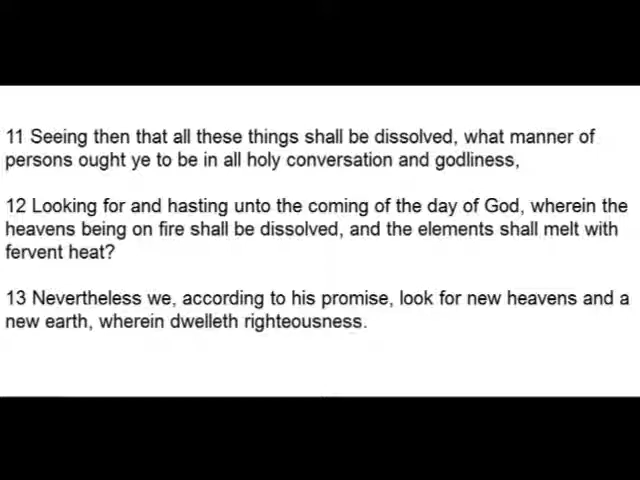 11 Seeing then that all these things shall be dissolved, what manner of
persons ought ye to be in all holy conversation and godliness,
12 Looking for and hasting unto the coming of the day of God, wherein the
heavens being on fire shall be dissolved, and the elements shall melt with
fervent heat?
13 Nevertheless we, according to his promise, look for new heavens and a
new earth, wherein dwelleth righteousness.